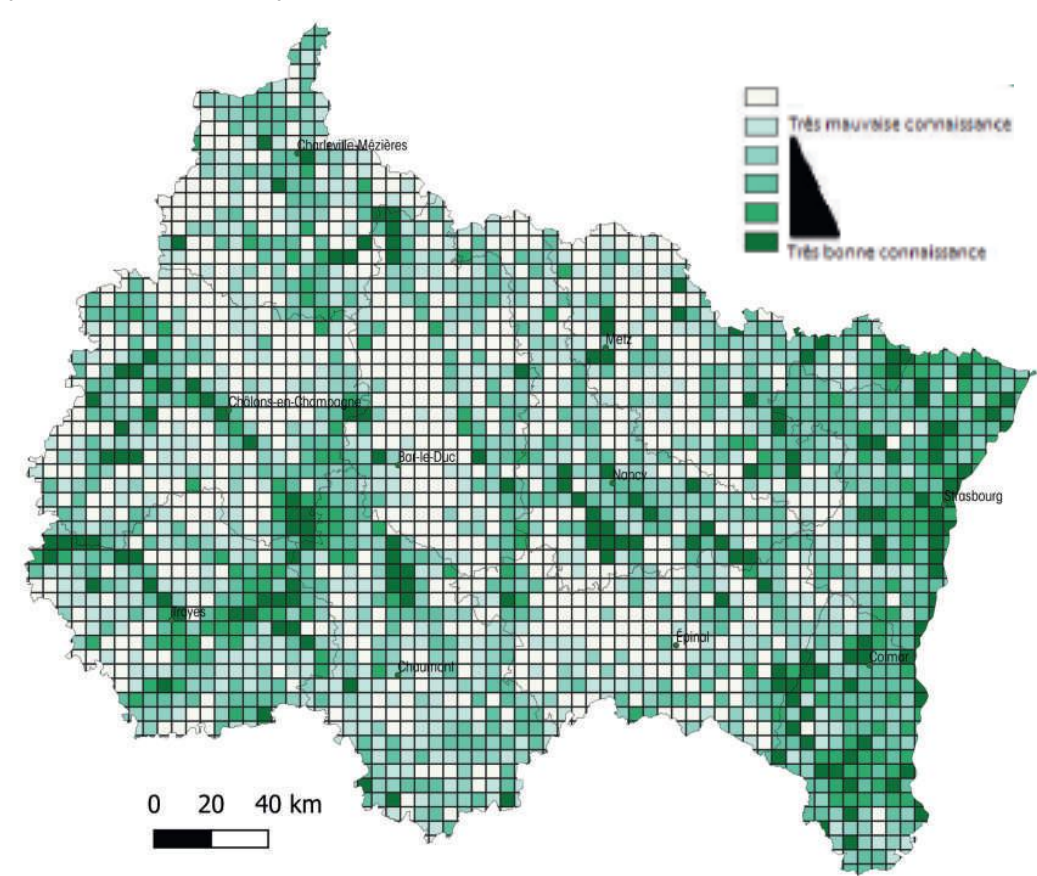 Très mauvaise connaissance
Charleville-Mézières
Très bonne connaissance
Metz
Châlons-en-Champagne
Bar-le-Duc
Nancy
Strasbourg
Troyes
Épinal
Colmar
Chaumont
0 20 40 km